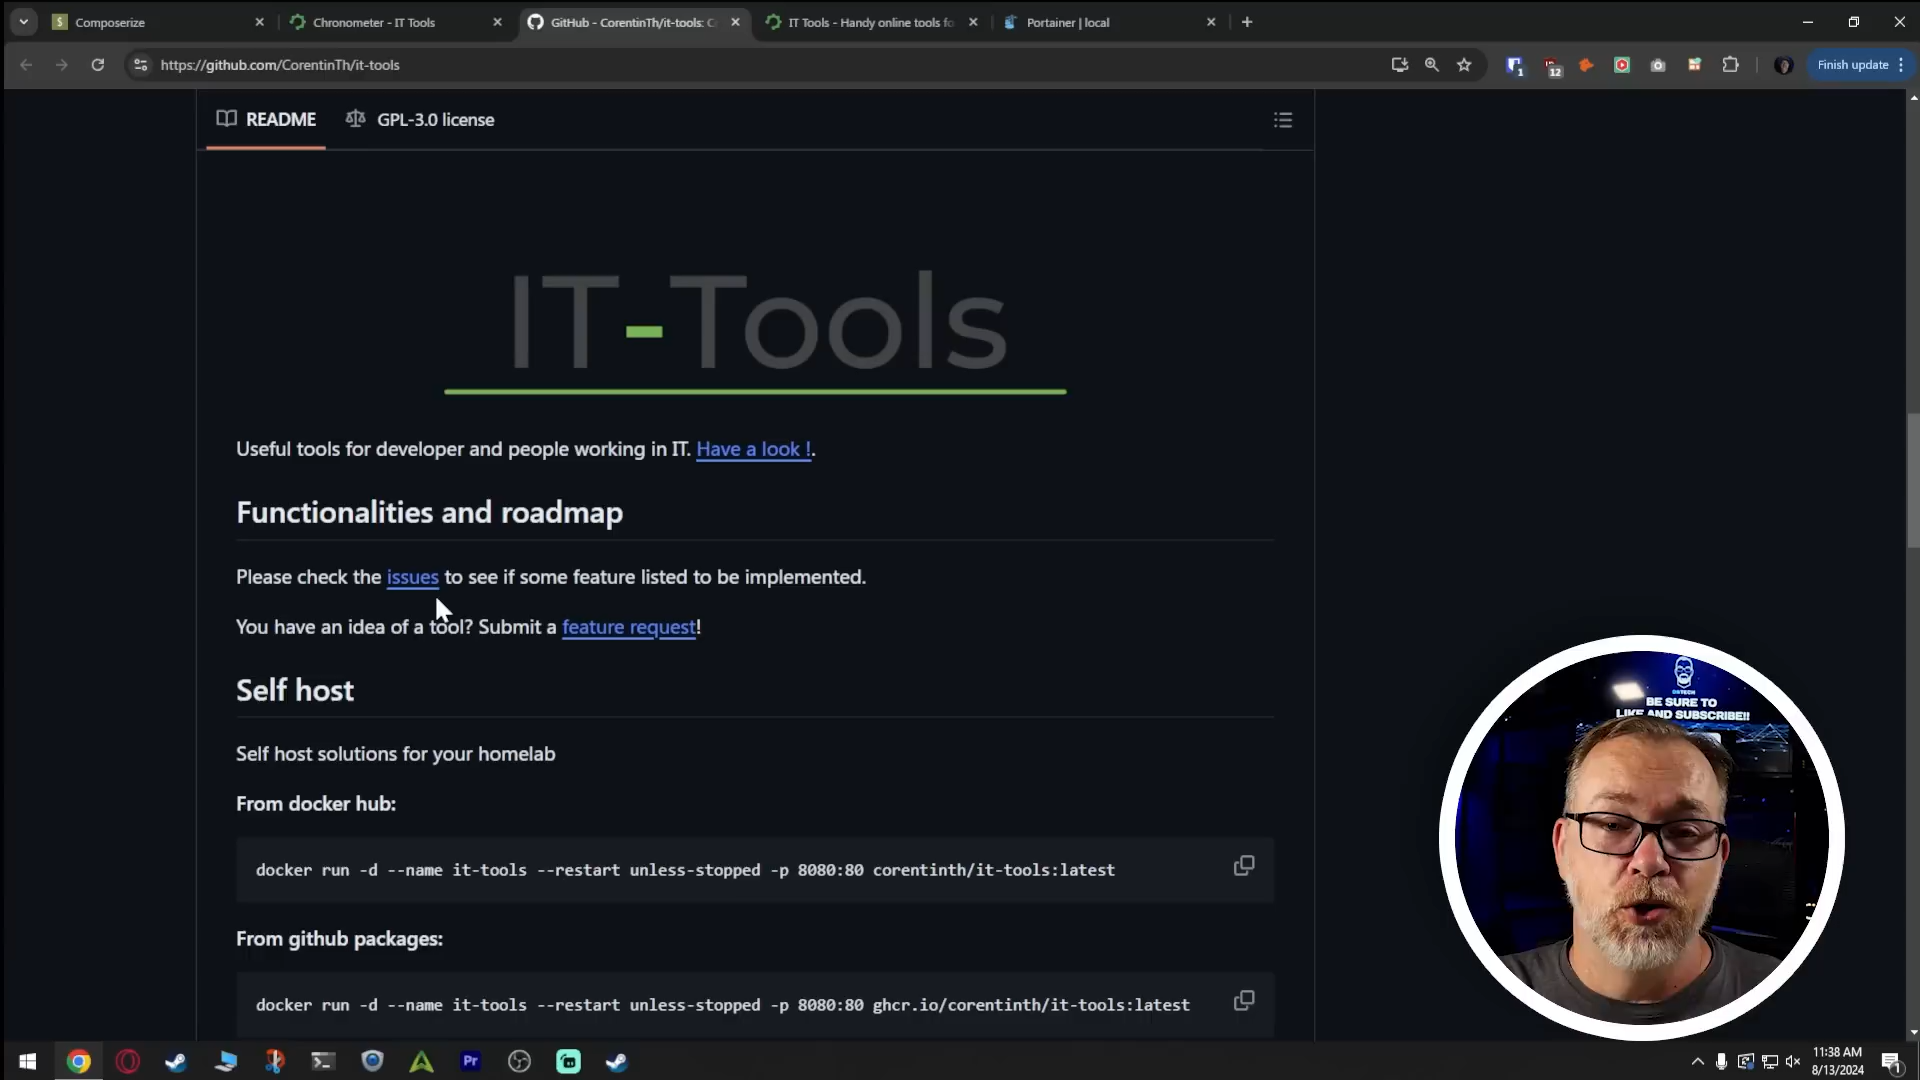 Composerize
Chronometer - IT Tools
GitHub - CorentinTh/it-tools: C
IT Tools - Handy online tools fo
Portainer | local
https://github.com/CorentinTh/it-tools
1
12
Finish update
README
GPL-3.0 license
IT-Tools
Useful tools for developer and people working in IT. Have a look !.
Functionalities and roadmap
Please check the issues to see if some feature listed to be implemented.
You have an idea of a tool? Submit a feature request!
Self host
Self host solutions for your homelab
From docker hub:
docker run -d --name it-tools --restart unless-stopped -p 8080:80 corentinth/it-tools:latest
From github packages:
docker run -d --name it-tools --restart unless-stopped -p 8080:80 ghcr.io/corentinth/it-tools:latest
DBTECH
BE SURE TO
LIKE AND SUBSCRIBE!!
Pr
11:38 AM
8/13/2024
1